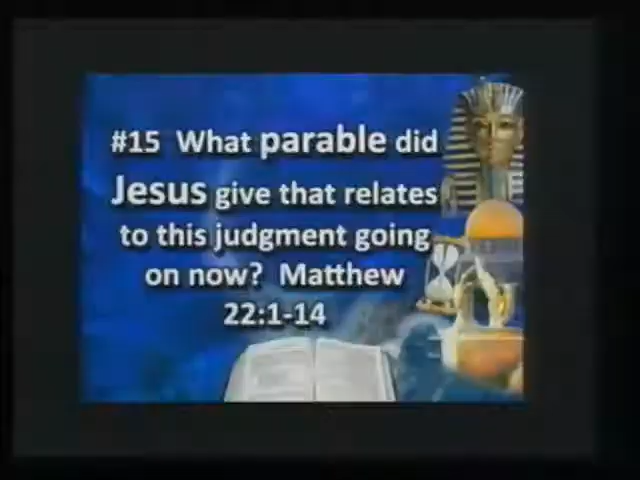 #15 What parable did
Jesus give that relates
to this judgment going
on now? Matthew
22:1-14